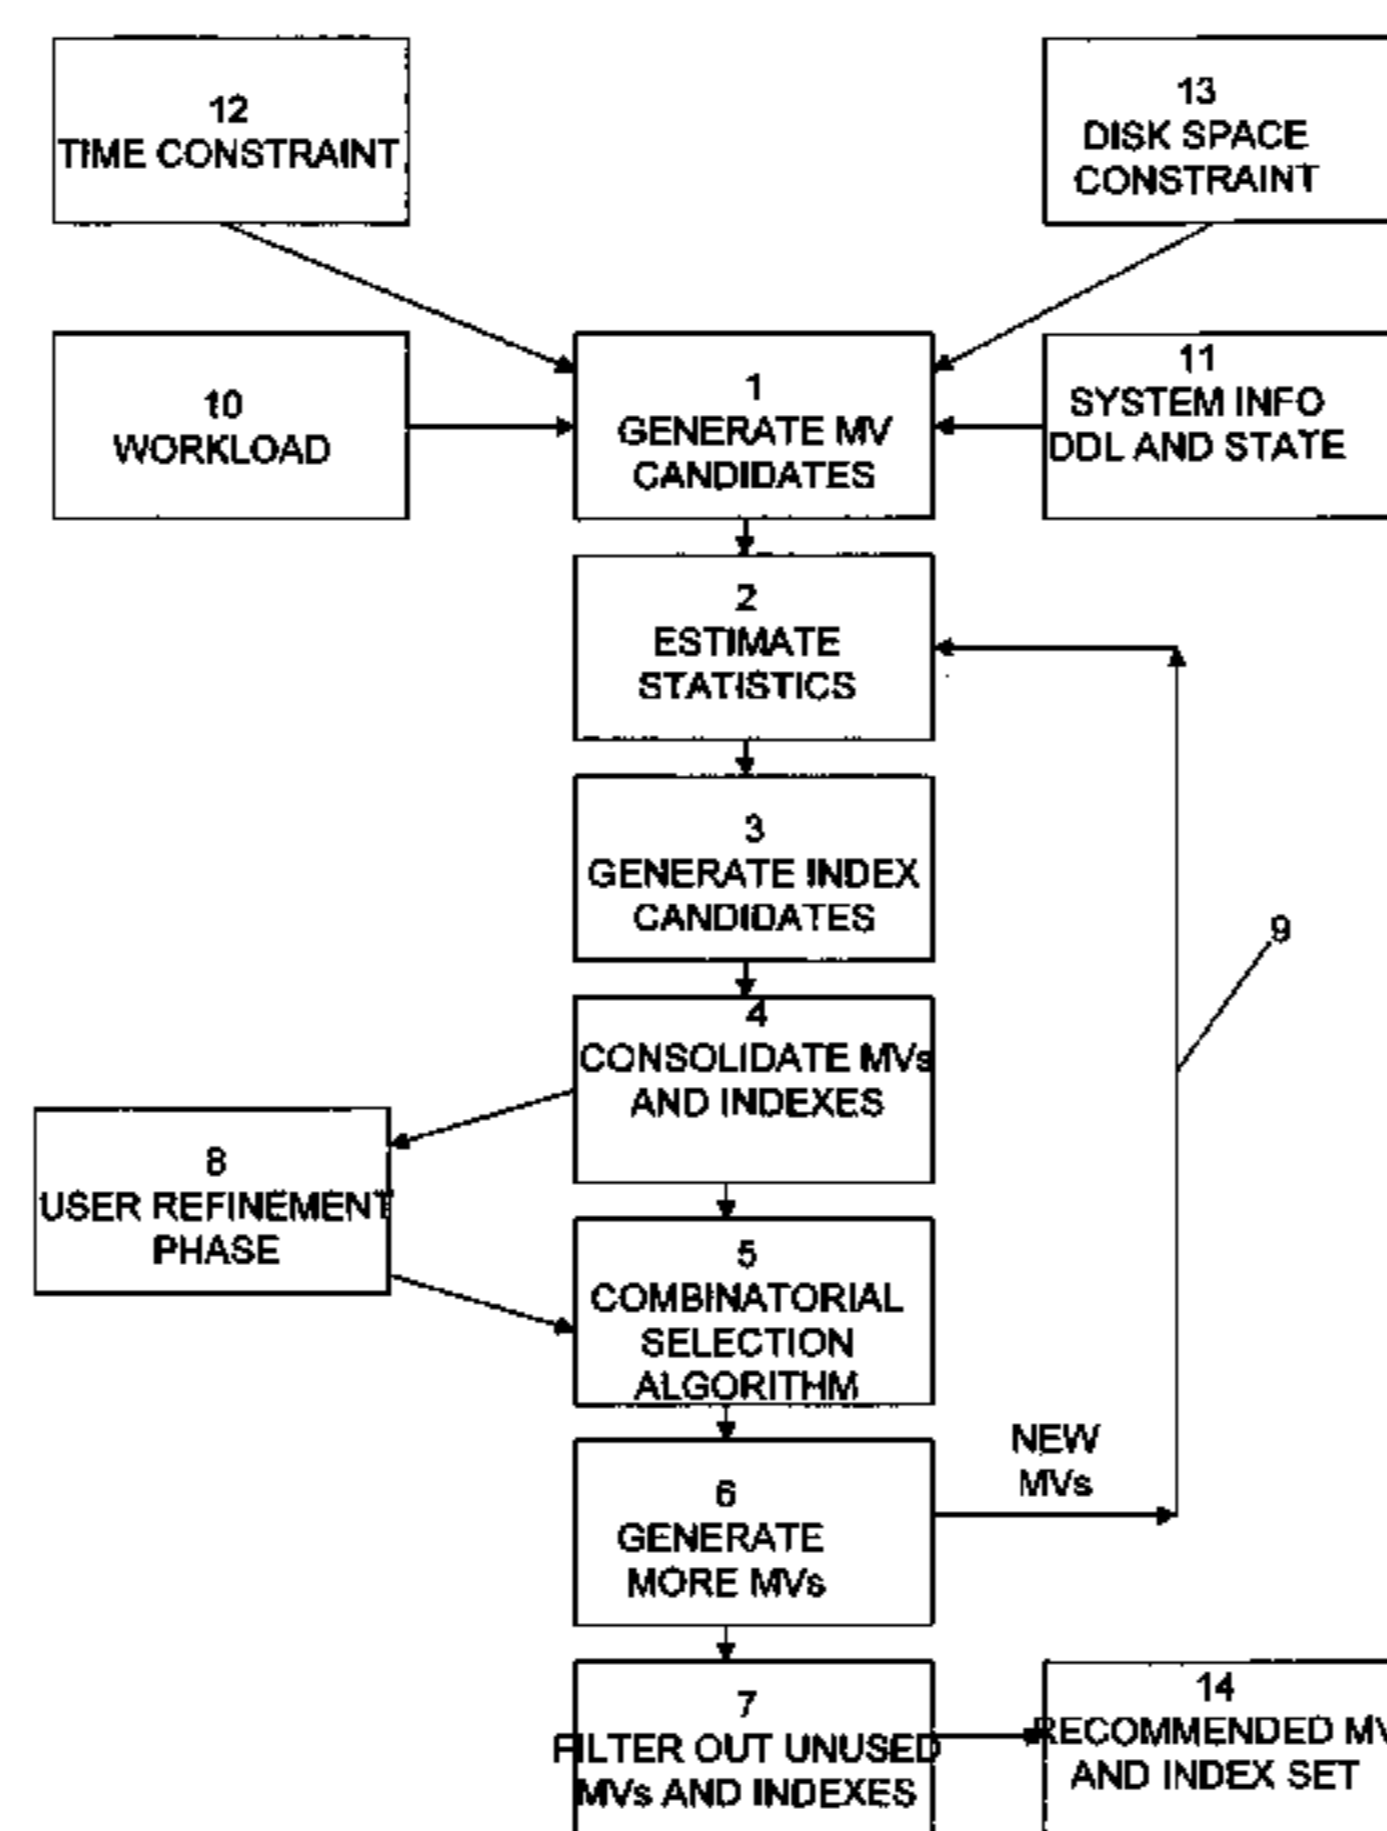 12
TIME CONSTRAINT
13
DISK SPACE
CONSTRAINT
10
WORKLOAD
1
GENERATE MV
CANDIDATES
11
SYSTEM INFO
DDL AND STATE
2
ESTIMATE
STATISTICS
3
GENERATE INDEX
CANDIDATES
9
4
CONSOLIDATE MVs
AND INDEXES
8
USER REFINEMENT
PHASE
5
COMBINATORIAL
SELECTION
ALGORITHM
NEW
MVs
6
GENERATE
MORE MVs
7
FILTER OUT UNUSED
MVs AND INDEXES
14
RECOMMENDED MV
AND INDEX SET